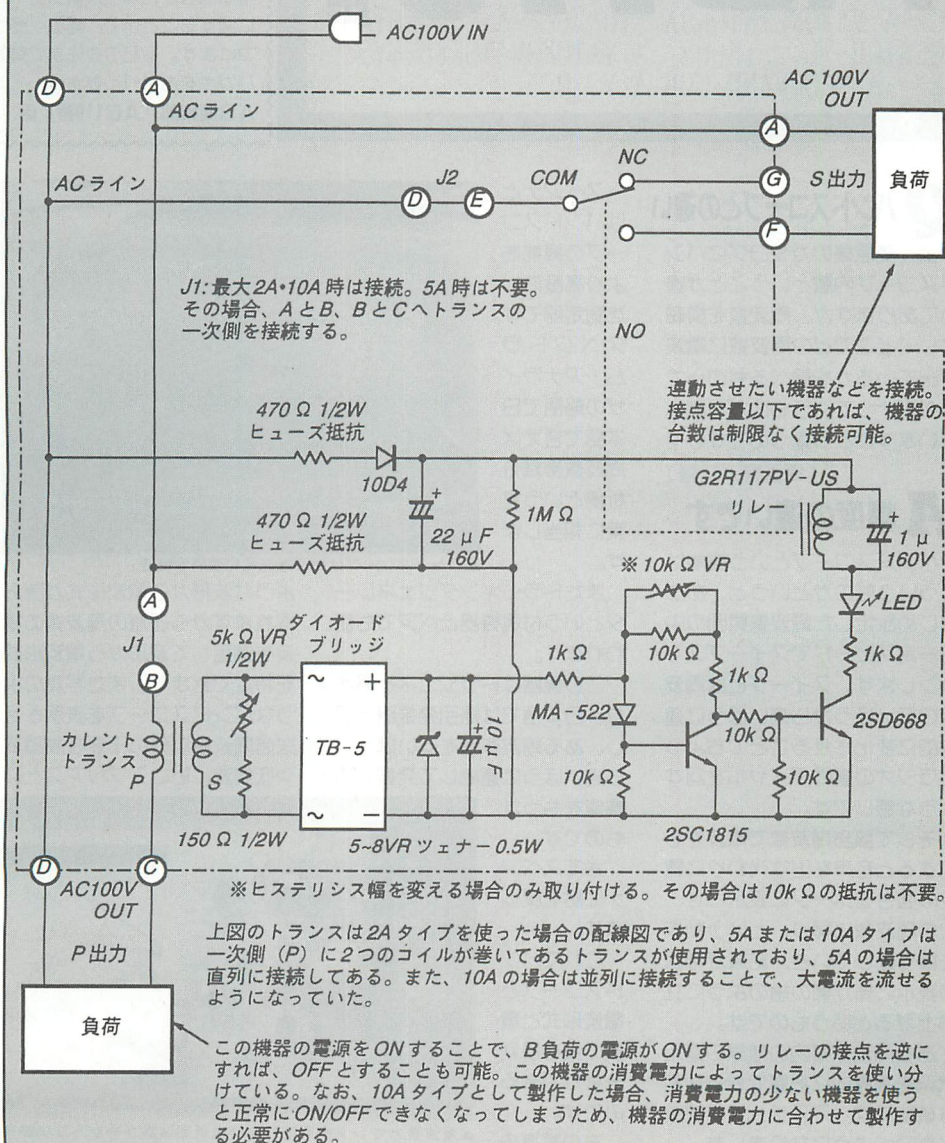 AC100V IN
D
A
ACライン
AC 100V
OUT
A
ACライン
J2
D
E
COM
NC
G
S出力
負荷
F
NO
J1:最大2A・10A時は接続。5A時は不要。
その場合、AとB、BとCへトランスの
一次側を接続する。
連動させたい機器などを接続。
接点容量以下であれば、機器の
台数は制限なく接続可能。
470 Ω 1/2W
ヒューズ抵抗
10D4
G2R117PV-US
リレー
+
22 μF
160V
1M Ω
+
1 μ
160V
470 Ω 1/2W
ヒューズ抵抗
※10k Ω VR
LED
A
J1
B
5k Ω VR
1/2W
ダイオード
ブリッジ
1k Ω
10k Ω
1k Ω
1k Ω
MA-522
2SD668
10k Ω
カレント
トランス
P
S
~
+
TB-5
~
−
+
10 μF
10k Ω
10k Ω
2SC1815
150 Ω 1/2W
5~8VRツェナー0.5W
D
C
AC100V
OUT
※ヒステリシス幅を変える場合のみ取り付ける。その場合は10k Ωの抵抗は不要。
P出力
上図のトランスは2Aタイプを使った場合の配線図であり、5Aまたは10Aタイプは
一次側(P)に2つのコイルが巻いてあるトランスが使用されており、5Aの場合は
直列に接続してある。また、10Aの場合は並列に接続することで、大電流を流せる
ようになっていた。
負荷
この機器の電源をONすることで、B負荷の電源がONする。リレーの接点を逆に
すれば、OFFとすることも可能。この機器の消費電力によってトランスを使い分
けている。なお、10Aタイプとして製作した場合、消費電力の少ない機器を使う
と正常にON/OFFできなくなってしまうため、機器の消費電力に合わせて製作す
る必要がある。